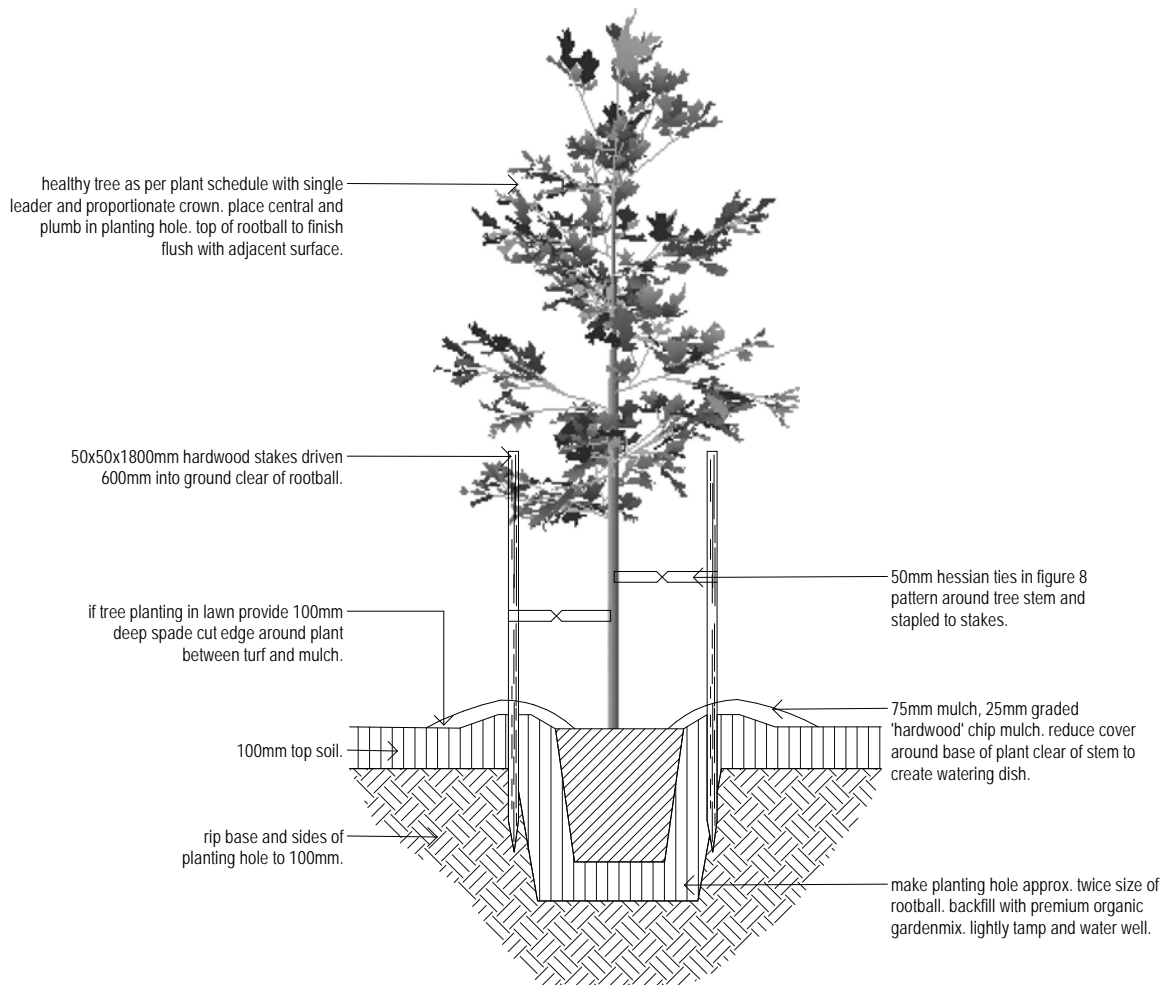 healthy tree as per plant schedule with single
leader and proportionate crown. place central and
plumb in planting hole. top of rootball to finish
flush with adjacent surface.
50x50x1800mm hardwood stakes driven
600mm into ground clear of rootball.
50mm hessian ties in figure 8
pattern around tree stem and
stapled to stakes.
if tree planting in lawn provide 100mm
deep spade cut edge around plant
between turf and mulch.
75mm mulch, 25mm graded
'hardwood' chip mulch. reduce cover
around base of plant clear of stem to
create watering dish.
100mm top soil.
rip base and sides of
planting hole to 100mm.
make planting hole approx. twice size of
rootball. backfill with premium organic
gardenmix. lightly tamp and water well.